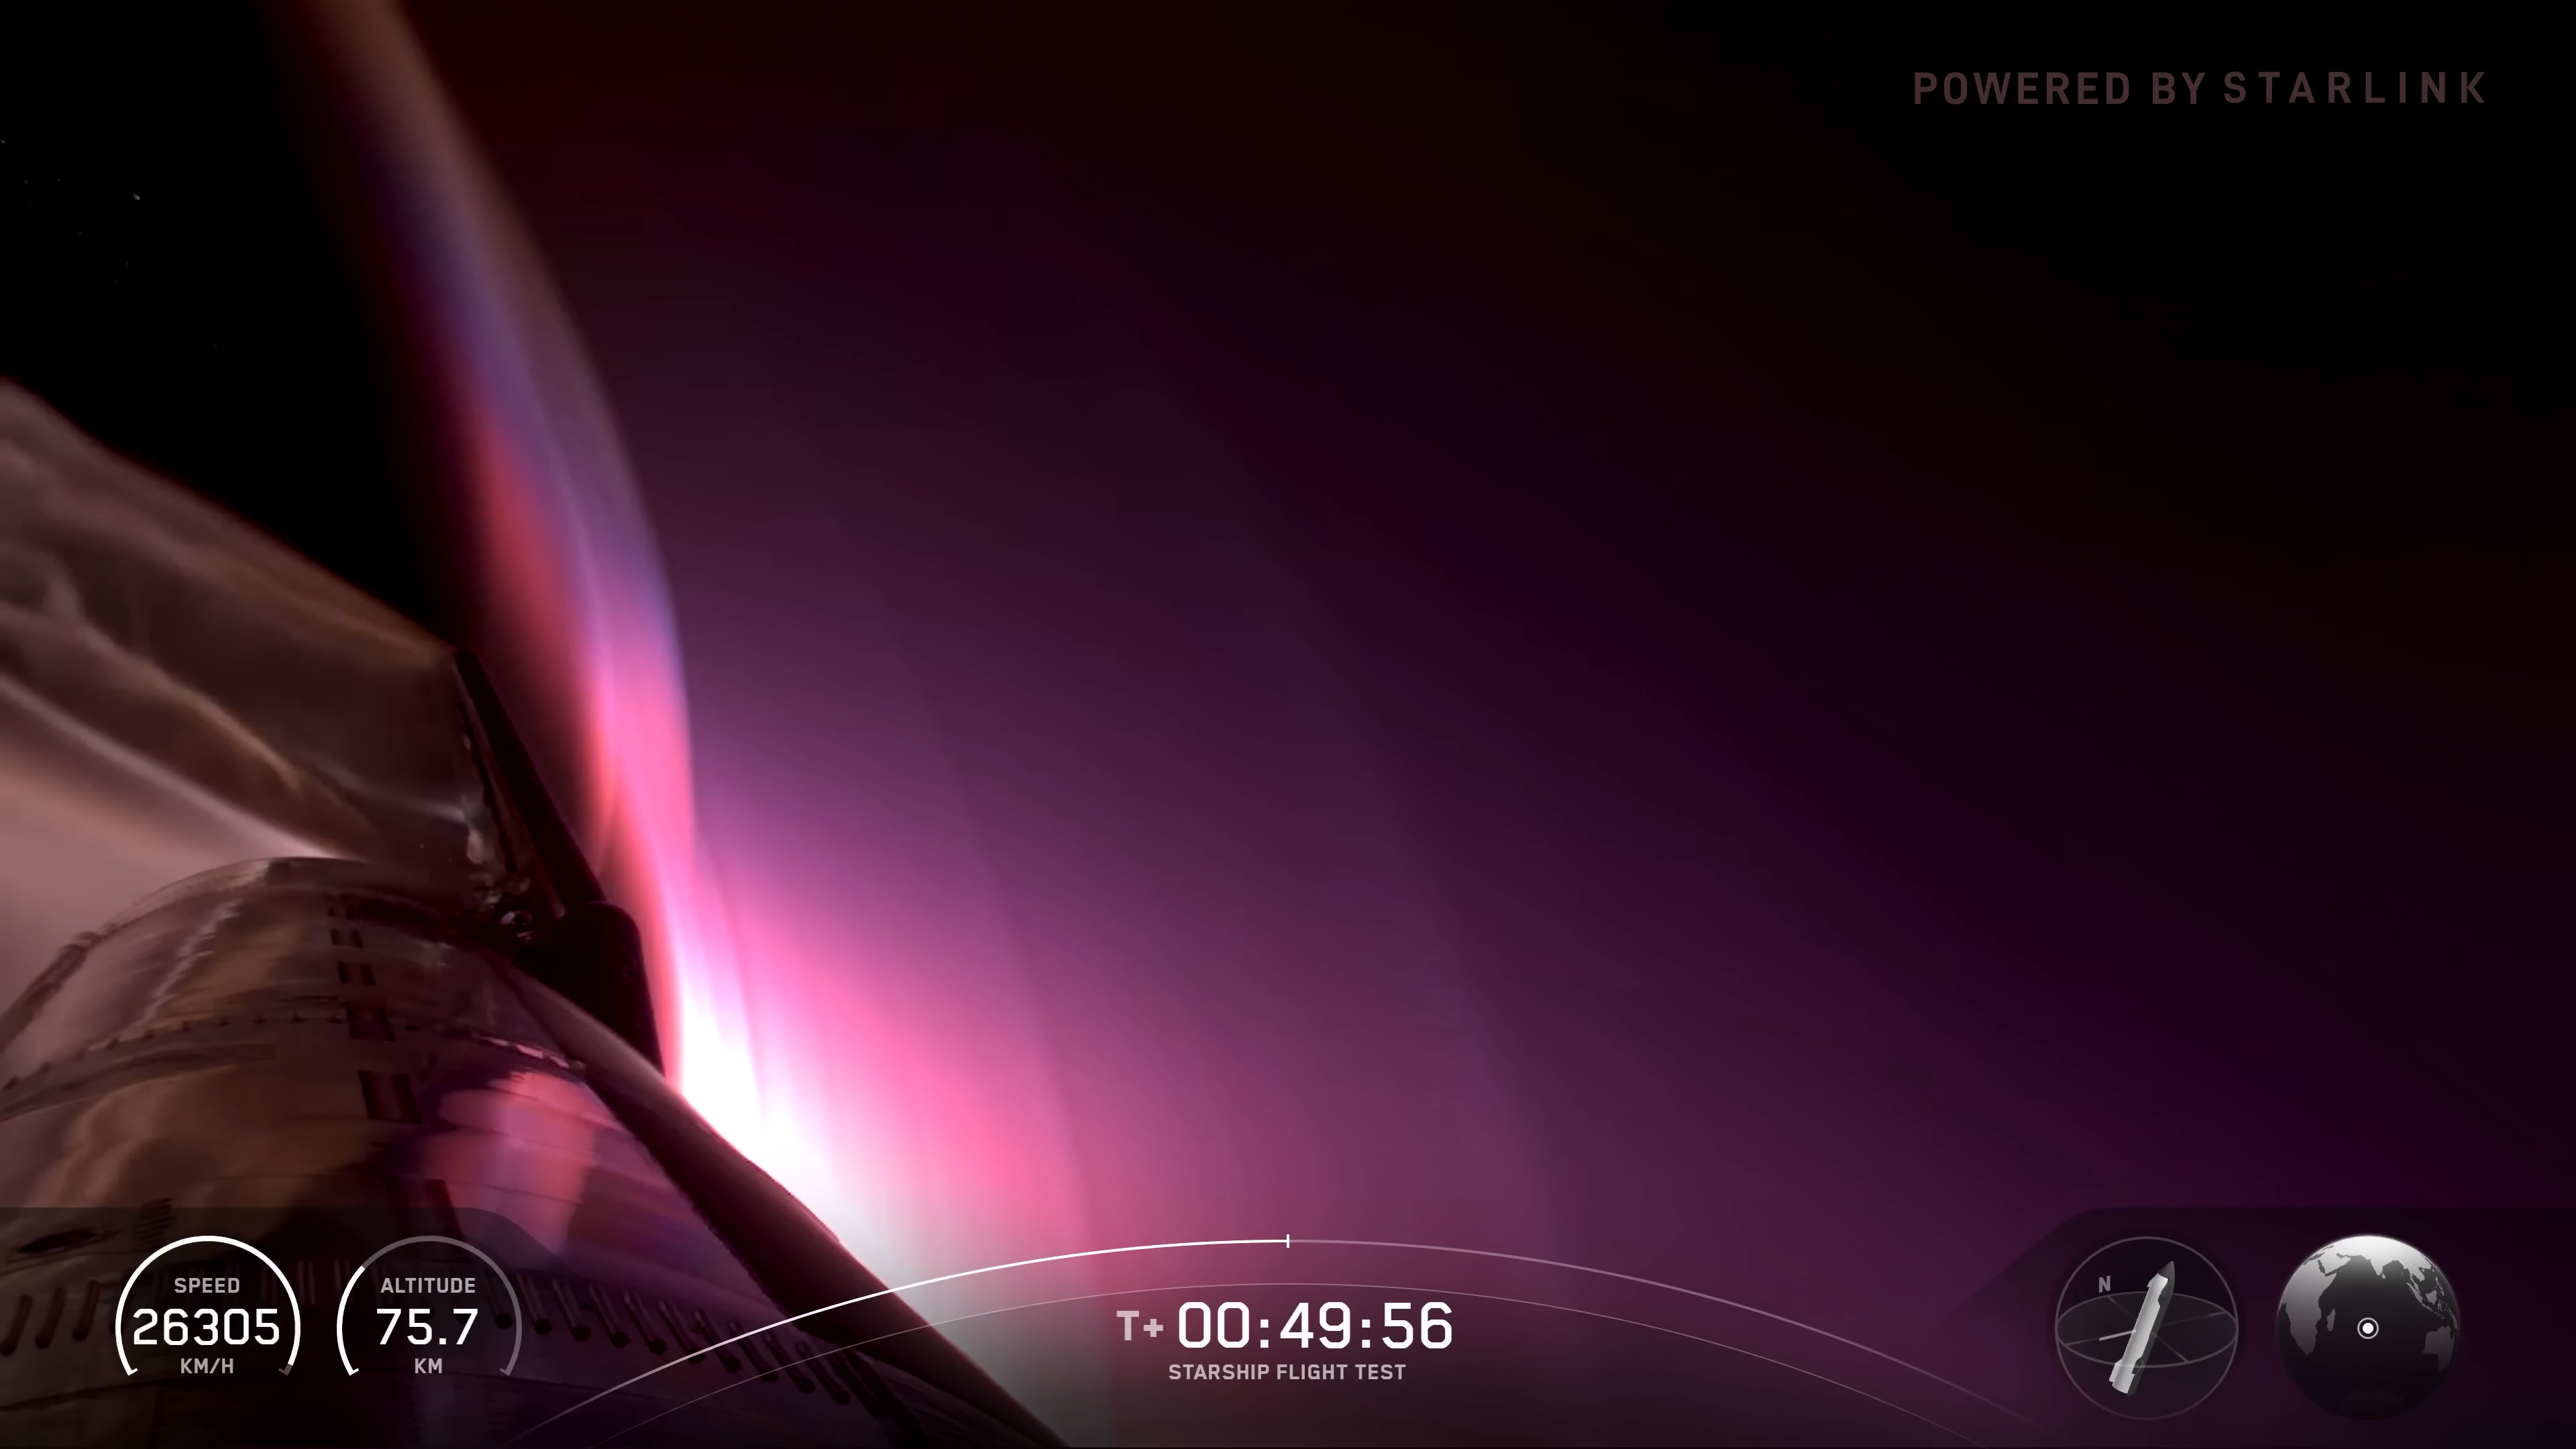 POWERED BY STARLINK
SPEED
26305
KM/H
ALTITUDE
75.7
KM
T+ 00:49:56
STARSHIP FLIGHT TEST
N